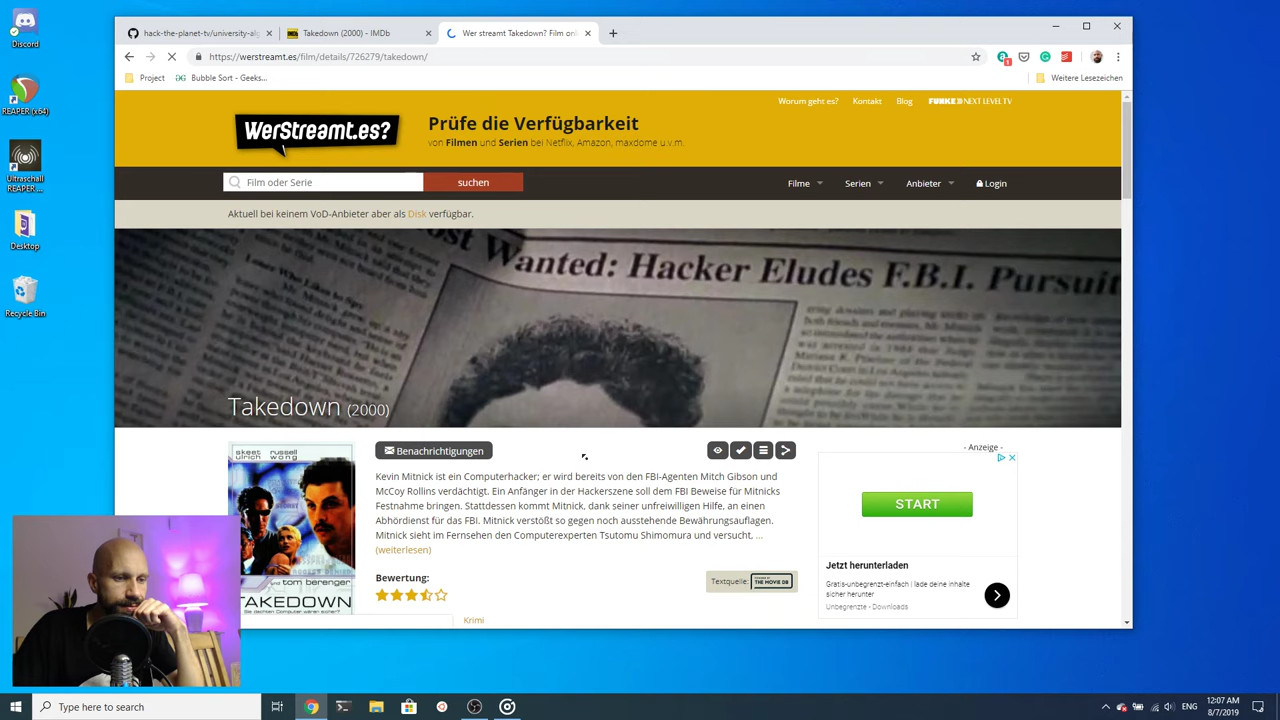 Discord
REAPER (x64)
Ultraschall
REAPER ...
Desktop
Recycle Bin
hack-the-planet-tv/university-alg
Takedown (2000) - IMDb
Wer streamt Takedown? Film onl
https://werstreamt.es/film/details/726279/takedown/
Project
Bubble Sort - Geeks...
Weitere Lesezeichen
Worum geht es?
Kontakt
Blog
FUNKE NEXT LEVEL TV
WerStreamt.es?
Prüfe die Verfügbarkeit
von Filmen und Serien bei Netflix, Amazon, maxdome u.v.m.
Film oder Serie
suchen
Filme
Serien
Anbieter
Login
Aktuell bei keinem VoD-Anbieter aber als Disk verfügbar.
ost Wanted: Hacker Eludes F.B.I. Pursuit
Takedown (2000)
Benachrichtigungen
- Anzeige -
skeet russell
ulrich wong
Kevin Mitnick ist ein Computerhacker; er wird bereits von den FBI-Agenten Mitch Gibson und
McCoy Rollins verdächtigt. Ein Anfänger in der Hackerszene soll dem FBI Beweise für Mitnicks
Festnahme bringen. Stattdessen kommt Mitnick, dank seiner unfreiwilligen Hilfe, an einen
Abhördienst für das FBI. Mitnick verstößt so gegen noch ausstehende Bewährungsauflagen.
Mitnick sieht im Fernsehen den Computerexperten Tsutomu Shimomura und versucht, ...
(weiterlesen)
START
Jetzt herunterladen
Gratis-unbegrenzt-einfach | lade deine Inhalte
sicher herunter
Unbegrenzte - Downloads
Bewertung:
Textquelle:
THE MOVIE DB
und tom berenger
TAKEDOWN
Krimi
Type here to search
12:07 AM
8/7/2019